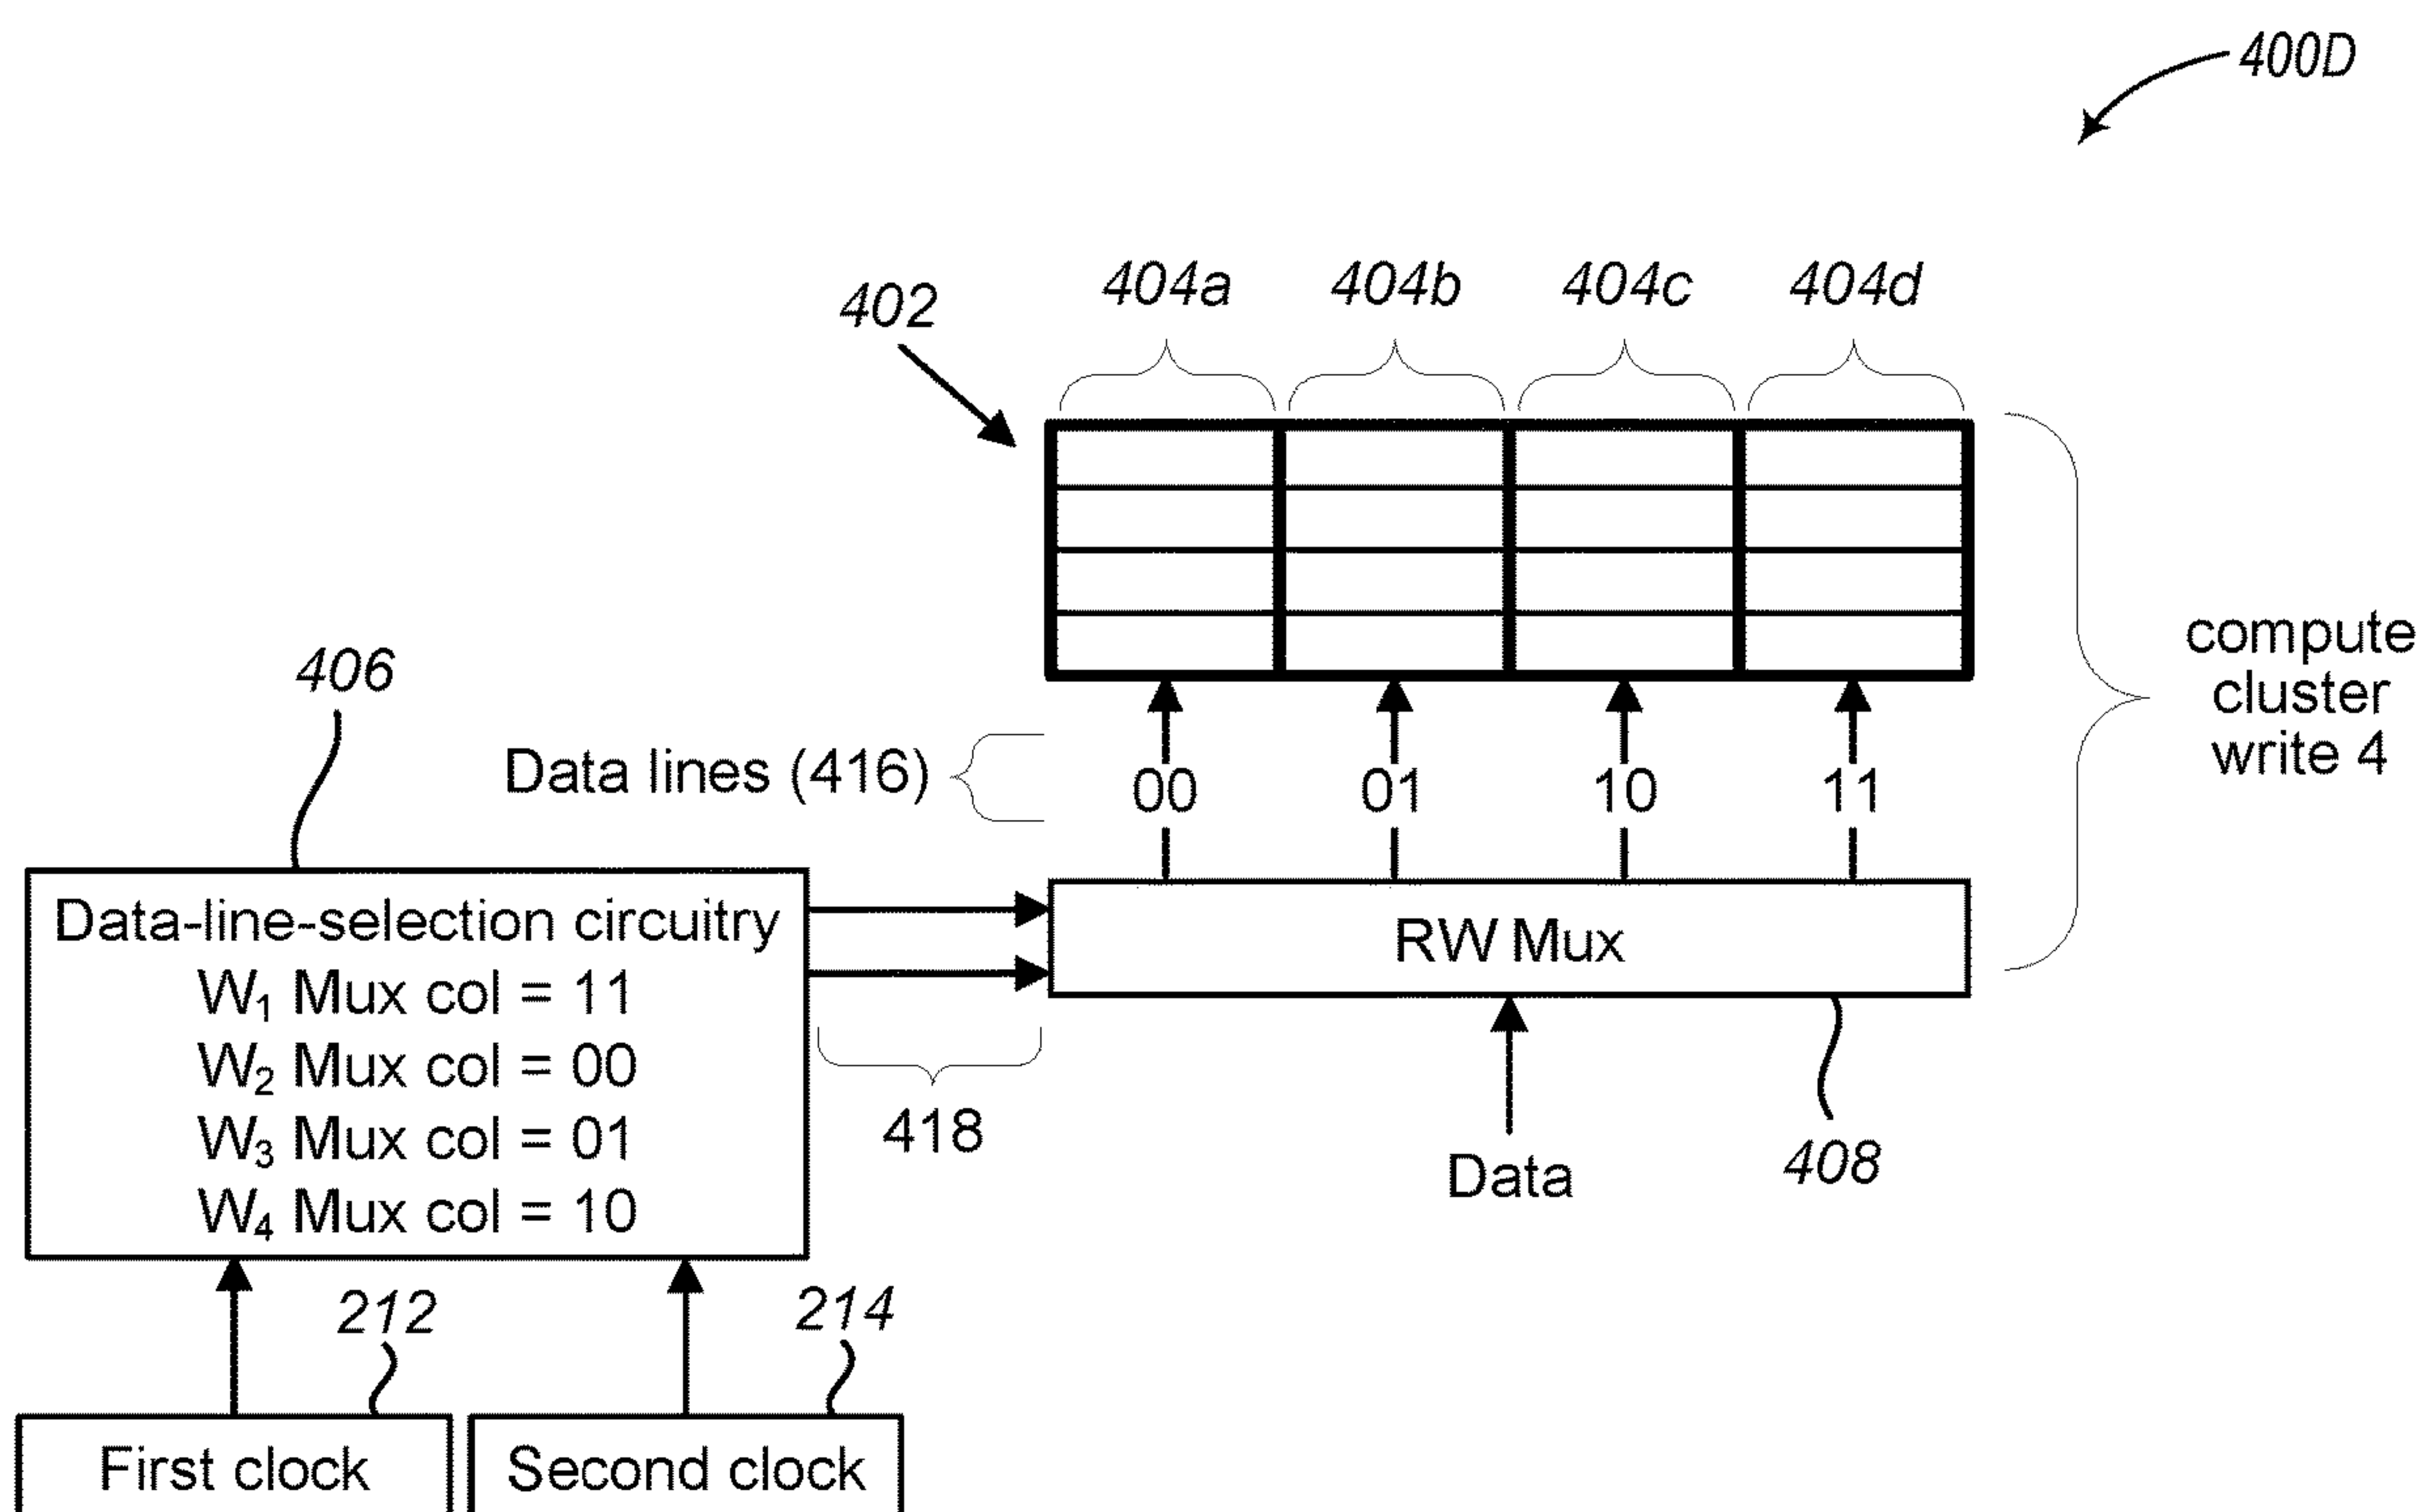 400D
404a 404b 404c 404d
402
compute
cluster
write 4
406
Data lines (416)
00 01 10 11
Data-line-selection circuitry
W₁ Mux col = 11
W₂ Mux col = 00
W₃ Mux col = 01
W₄ Mux col = 10
RW Mux
418
Data
408
212
214
First clock
Second clock